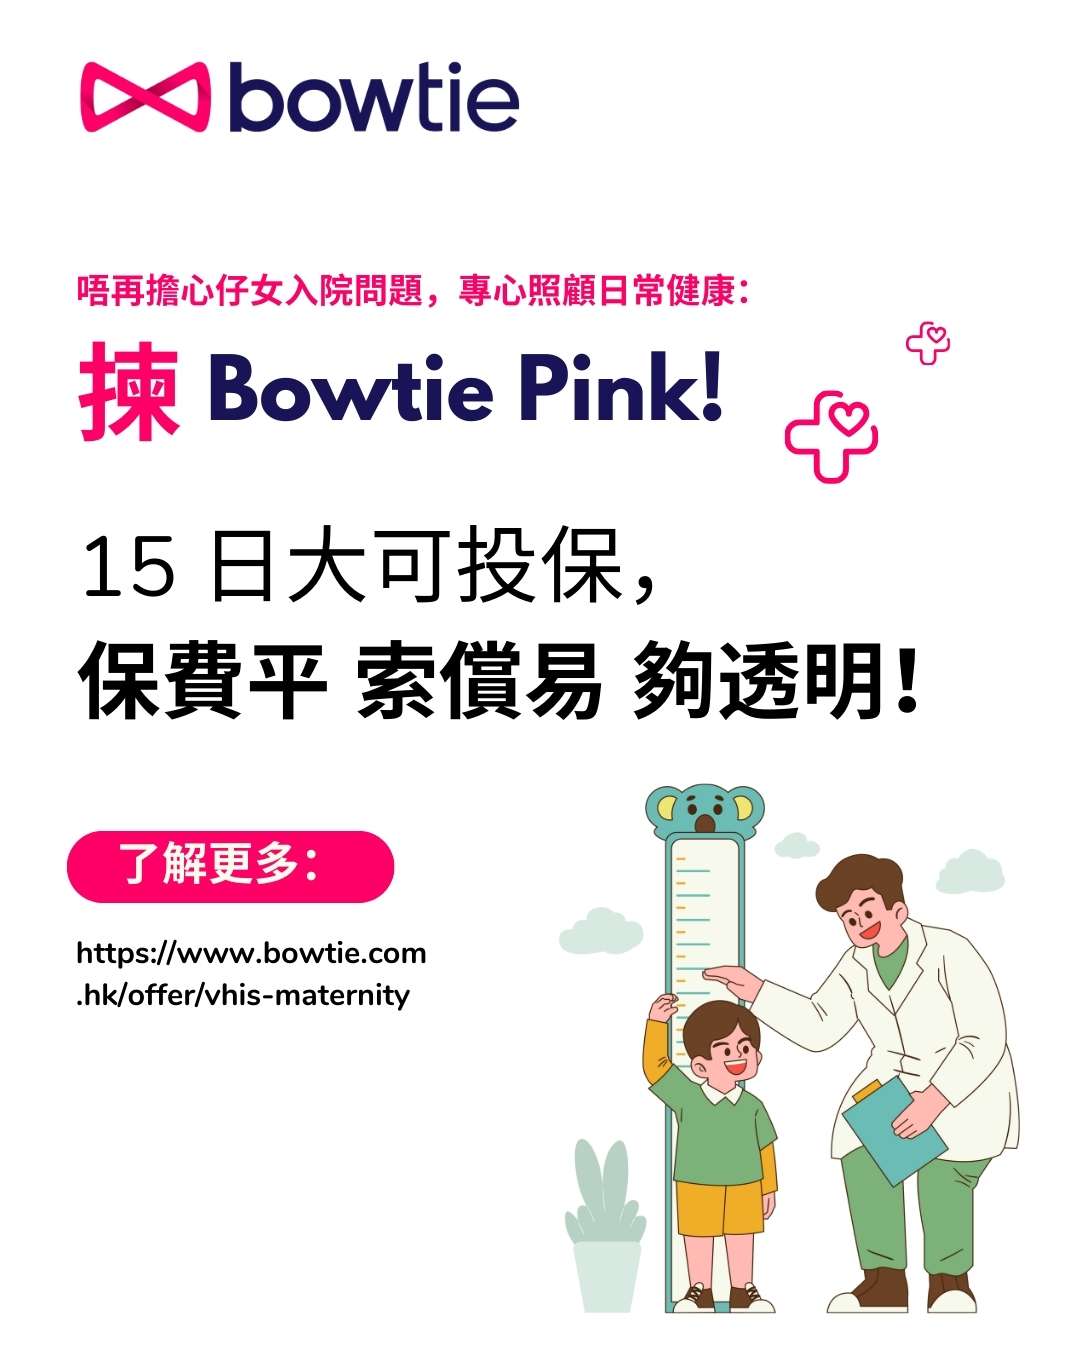 bowtie
唔再擔心仔女入院問題，專心照顧日常健康：
揀 Bowtie Pink!
15 日大可投保，
保費平 索償易 夠透明！
了解更多：
https://www.bowtie.com
.hk/offer/vhis-maternity